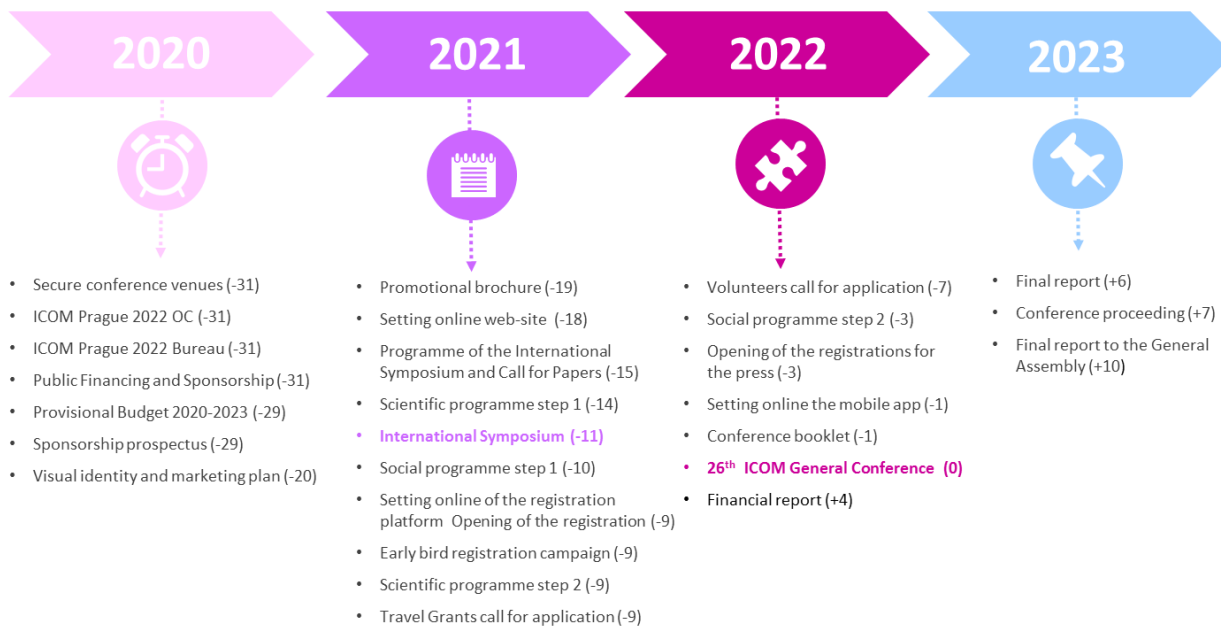 2020
2021
2022
2023
• Secure conference venues (-31)
• ICOM Prague 2022 OC (-31)
• ICOM Prague 2022 Bureau (-31)
• Public Financing and Sponsorship (-31)
• Provisional Budget 2020-2023 (-29)
• Sponsorship prospectus (-29)
• Visual identity and marketing plan (-20)
• Promotional brochure (-19)
• Setting online web-site (-18)
• Programme of the International
Symposium and Call for Papers (-15)
• Scientific programme step 1 (-14)
• International Symposium (-11)
• Social programme step 1 (-10)
• Setting online of the registration
platform Opening of the registration (-9)
• Early bird registration campaign (-9)
• Scientific programme step 2 (-9)
• Travel Grants call for application (-9)
• Volunteers call for application (-7)
• Social programme step 2 (-3)
• Opening of the registrations for
the press (-3)
• Setting online the mobile app (-1)
• Conference booklet (-1)
• 26th ICOM General Conference (0)
• Financial report (+4)
• Final report (+6)
• Conference proceeding (+7)
• Final report to the General
Assembly (+10)